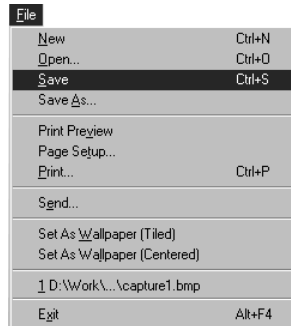 File
New Ctrl+N
Open... Ctrl+O
Save Ctrl+S
Save As...
Print Preview
Page Setup...
Print... Ctrl+P
Send...
Set As Wallpaper (Tiled)
Set As Wallpaper (Centered)
1 D:\Work\...\capture1.bmp
Exit Alt+F4